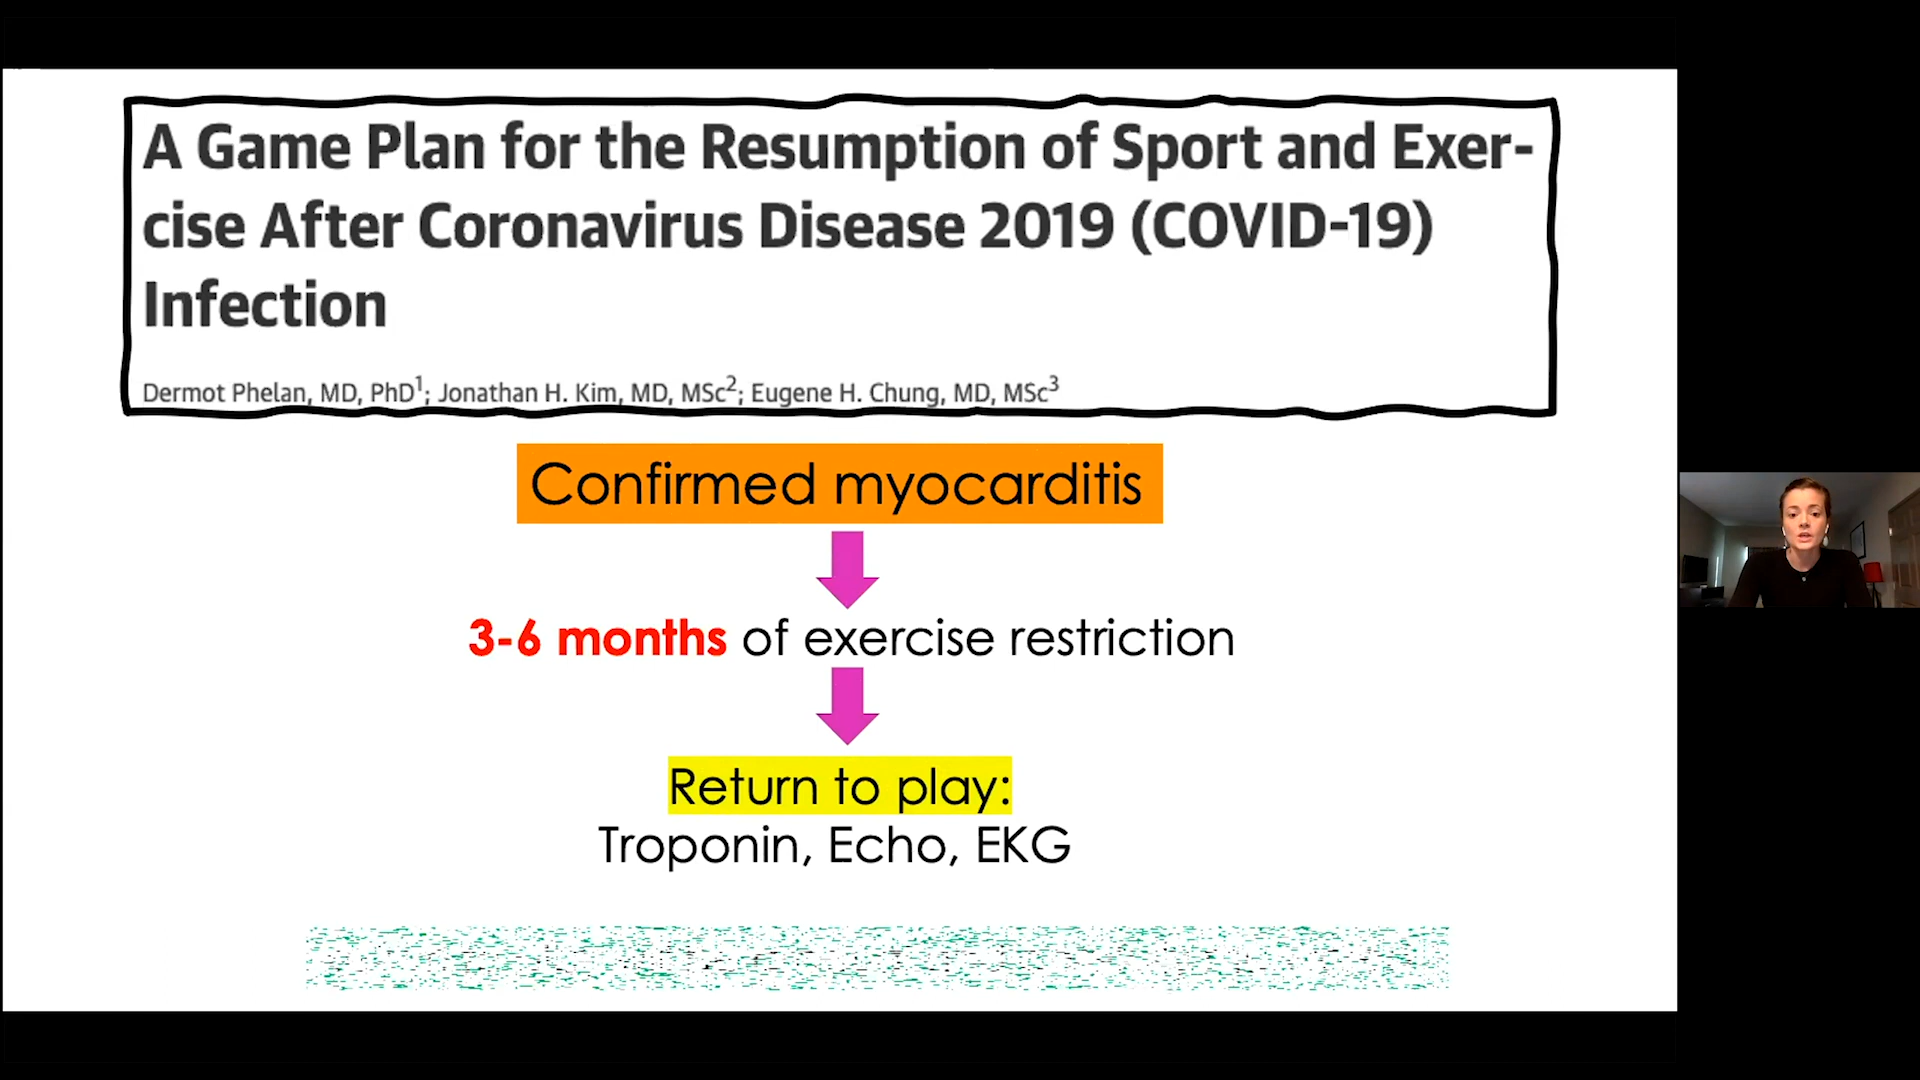 A Game Plan for the Resumption of Sport and Exer-
cise After Coronavirus Disease 2019 (COVID-19)
Infection
Dermot Phelan, MD, PhD1; Jonathan H. Kim, MD, MSc2; Eugene H. Chung, MD, MSc3
Confirmed myocarditis
3-6 months of exercise restriction
Return to play:
Troponin, Echo, EKG